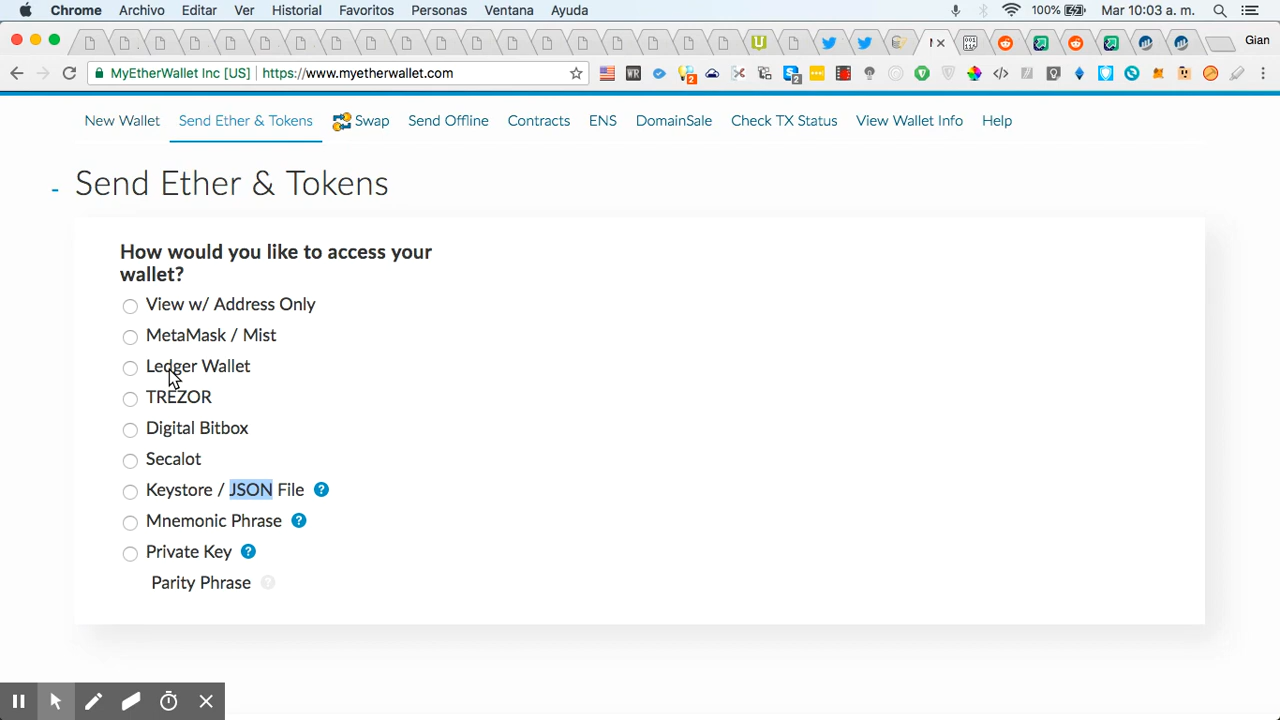 Chrome Archivo Editar Ver Historial Favoritos Personas Ventana Ayuda 100% Mar 10:03 a. m.
Gian
MyEtherWallet Inc [US] https://www.myetherwallet.com
New Wallet Send Ether & Tokens Swap Send Offline Contracts ENS DomainSale Check TX Status View Wallet Info Help
- Send Ether & Tokens
How would you like to access your
wallet?
View w/ Address Only
MetaMask / Mist
Ledger Wallet
TREZOR
Digital Bitbox
Secalot
Keystore / JSON File ?
Mnemonic Phrase ?
Private Key ?
Parity Phrase ?